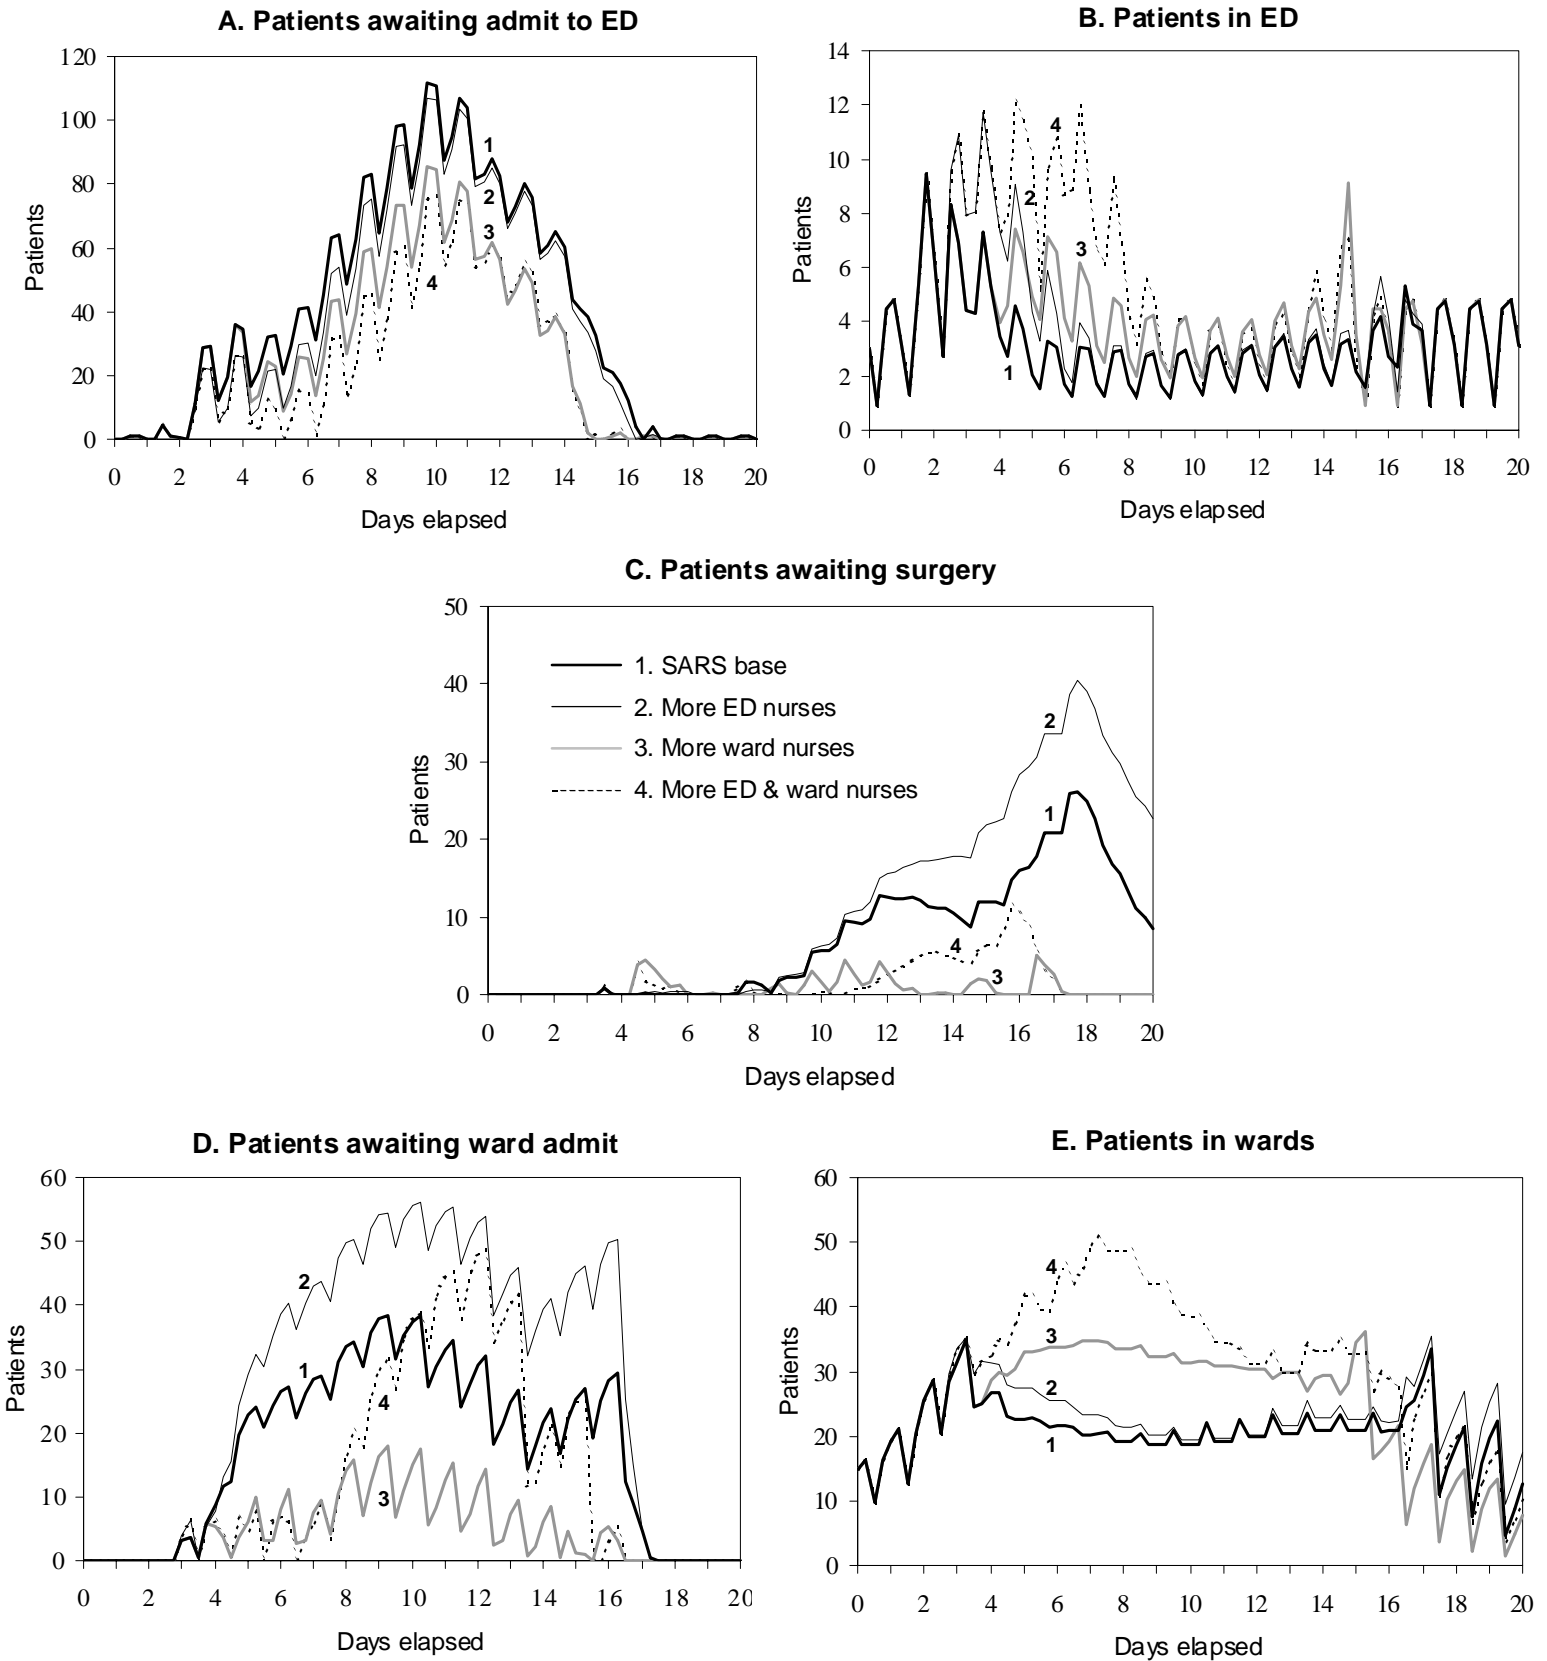 A. Patients awaiting admit to ED
120
100
80
60
40
20
0
Patients
1
2
3
4
0 2 4 6 8 10 12 14 16 18 20
Days elapsed
B. Patients in ED
14
12
10
8
6
4
2
0
Patients
4
2
3
1
0 2 4 6 8 10 12 14 16 18 20
Days elapsed
C. Patients awaiting surgery
50
40
30
20
10
0
Patients
1. SARS base
2. More ED nurses
3. More ward nurses
4. More ED & ward nurses
2
1
4
3
0 2 4 6 8 10 12 14 16 18 20
Days elapsed
D. Patients awaiting ward admit
60
50
40
30
20
10
0
Patients
2
1
4
3
0 2 4 6 8 10 12 14 16 18 20
Days elapsed
E. Patients in wards
60
50
40
30
20
10
0
Patients
4
3
2
1
0 2 4 6 8 10 12 14 16 18 20
Days elapsed